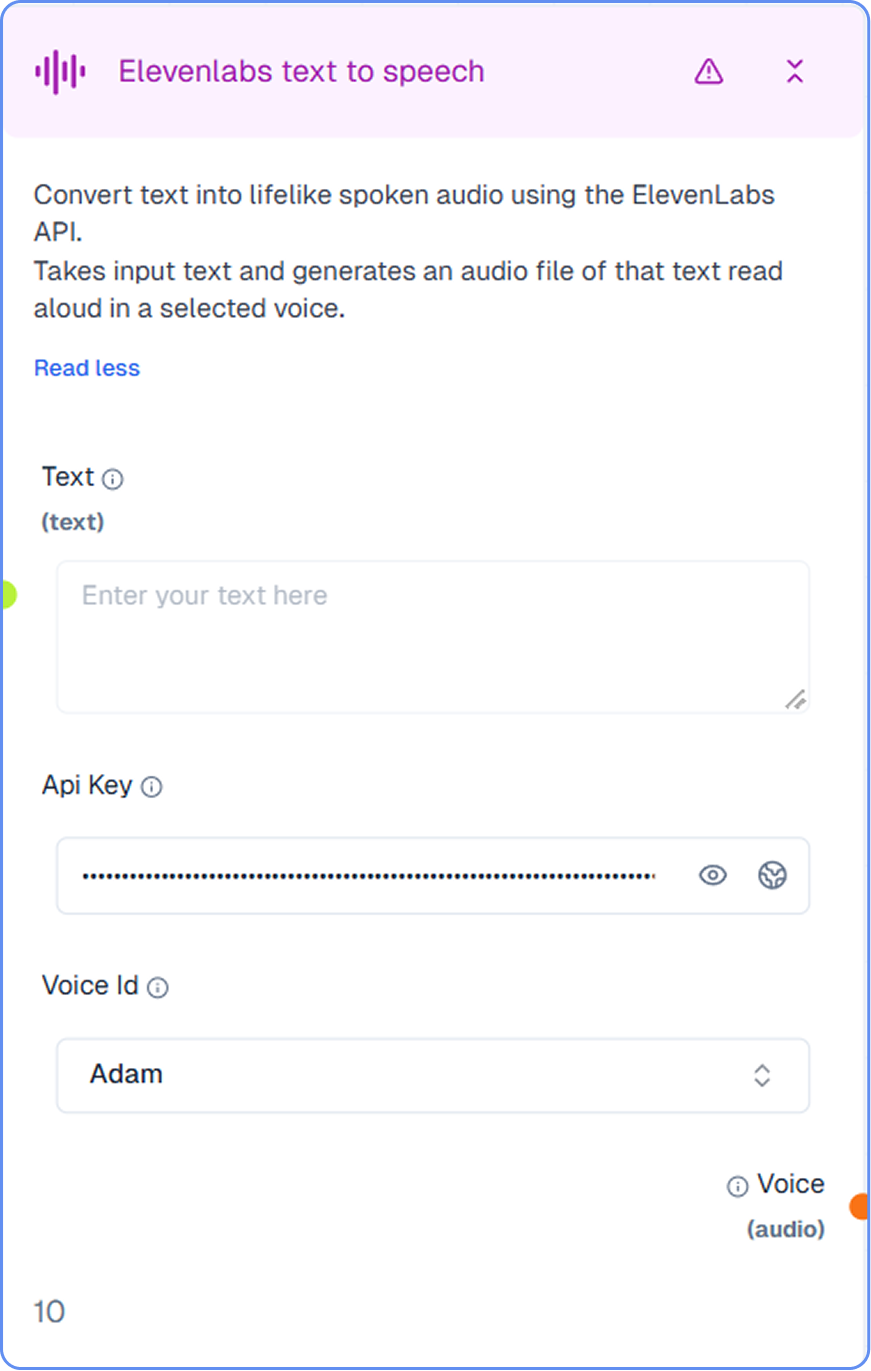 Elevenlabs text to speech
Convert text into lifelike spoken audio using the ElevenLabs
API.
Takes input text and generates an audio file of that text read
aloud in a selected voice.
Read less
Text
(text)
Enter your text here
Api Key
Voice Id
Adam
Voice
(audio)
10